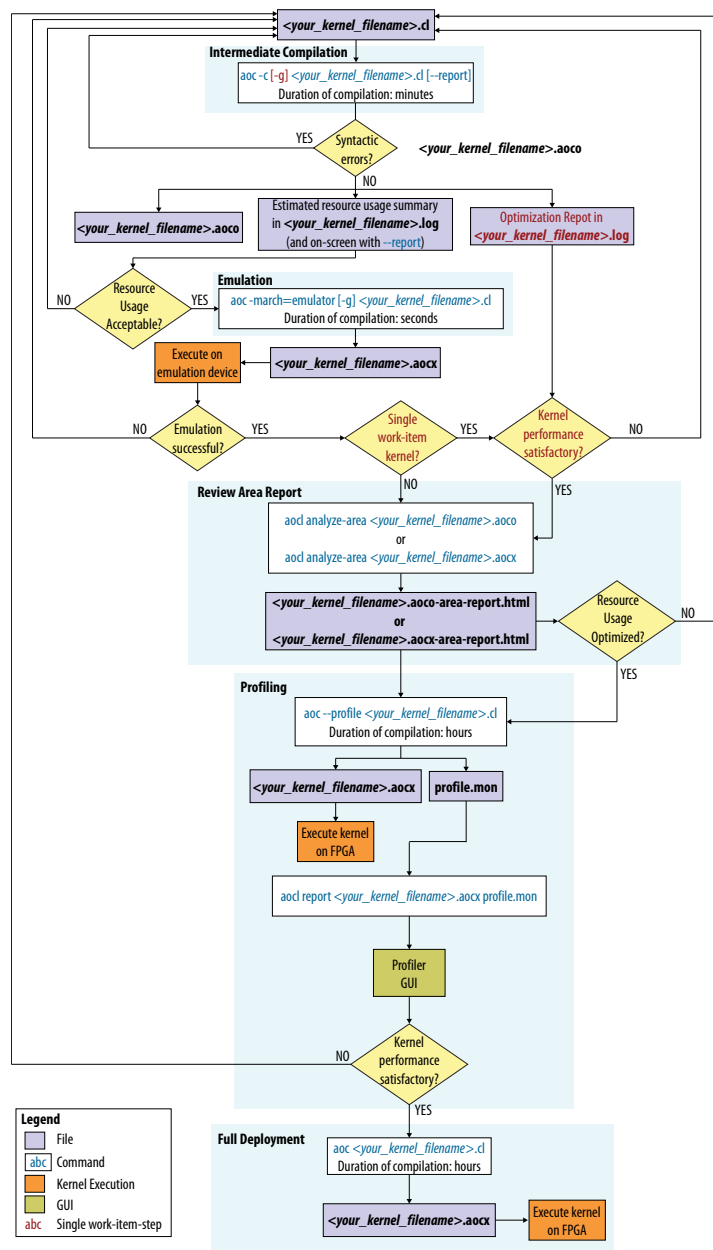 <your_kernel_filename>.cl
Intermediate Compilation
aoc -c [-g] <your_kernel_filename>.cl [--report]
Duration of compilation: minutes
YES
Syntactic
errors?
<your_kernel_filename>.aoco
NO
<your_kernel_filename>.aoco
Estimated resource usage summary
in <your_kernel_filename>.log
(and on-screen with --report)
Optimization Repot in
<your_kernel_filename>.log
NO
Resource
Usage
Acceptable?
YES
Emulation
aoc -march=emulator [-g] <your_kernel_filename>.cl
Duration of compilation: seconds
Execute on
emulation device
<your_kernel_filename>.aocx
NO
Emulation
successful?
YES
Single
work-item
kernel?
YES
Kernel
performance
satisfactory?
NO
NO
YES
Review Area Report
aocl analyze-area <your_kernel_filename>.aoco
or
aocl analyze-area <your_kernel_filename>.aocx
<your_kernel_filename>.aoco-area-report.html
or
<your_kernel_filename>.aocx-area-report.html
Resource
Usage
Optimized?
NO
YES
Profiling
aoc --profile <your_kernel_filename>.cl
Duration of compilation: hours
<your_kernel_filename>.aocx
profile.mon
Execute kernel
on FPGA
aocl report <your_kernel_filename>.aocx profile.mon
Profiler
GUI
NO
Kernel
performance
satisfactory?
YES
Full Deployment
aoc <your_kernel_filename>.cl
Duration of compilation: hours
<your_kernel_filename>.aocx
Execute kernel
on FPGA
Legend
File
abc Command
Kernel Execution
GUI
abc Single work-item-step